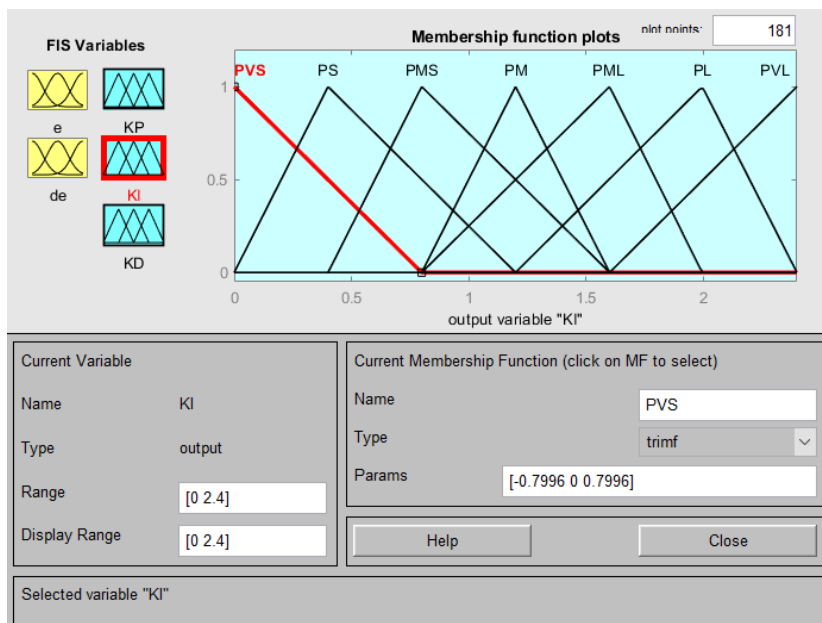 FIS Variables
Membership function plots
plot points:
181
PVS PS PMS PM PML PL PVL
e
KP
de
KI
KD
1
0.5
0
0 0.5 1 1.5 2
output variable "KI"
Current Variable
Name KI
Type output
Range [0 2.4]
Display Range [0 2.4]
Current Membership Function (click on MF to select)
Name PVS
Type trimf
Params [-0.7996 0 0.7996]
Help Close
Selected variable "KI"